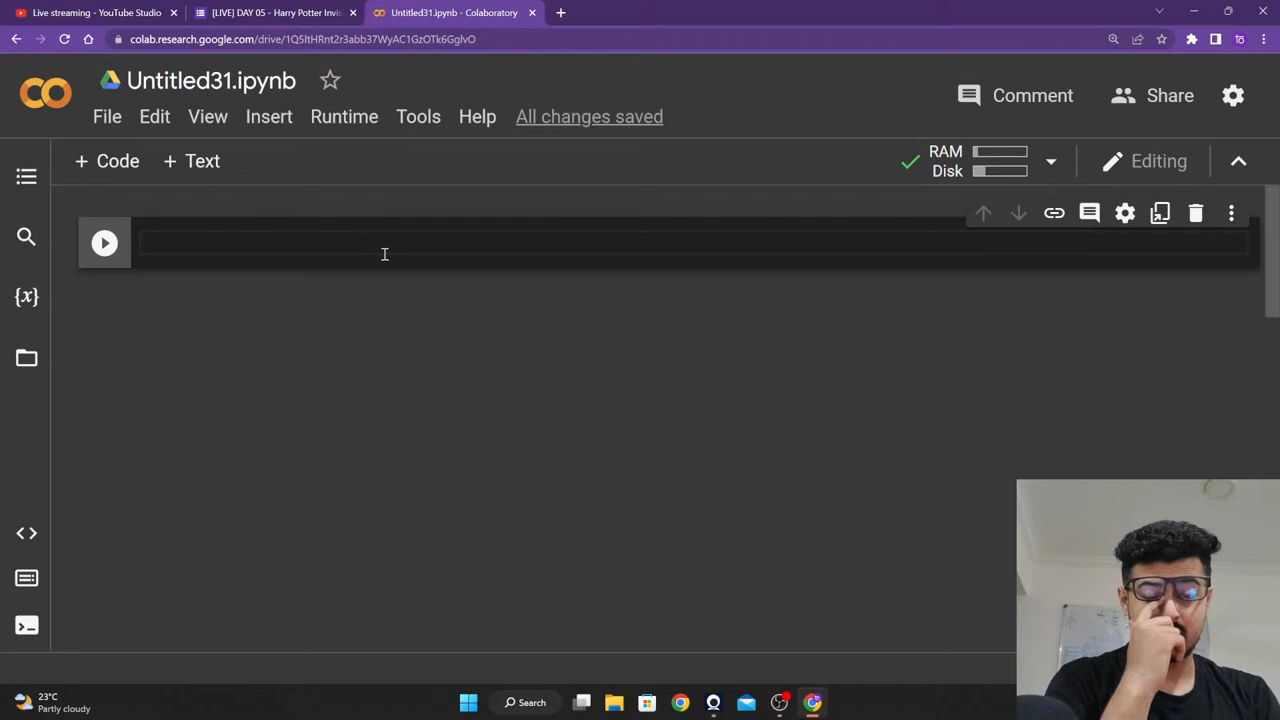 Live streaming - YouTube Studio
[LIVE] DAY 05 - Harry Potter Invis
Untitled31.ipynb - Colaboratory
colab.research.google.com/drive/1Q5ltHRnt2r3abb37WyAC1GzOTk6GglvO
Untitled31.ipynb
File Edit View Insert Runtime Tools Help All changes saved
Comment
Share
+ Code + Text
RAM
Disk
Editing
{x}
23°C
Partly cloudy
Search